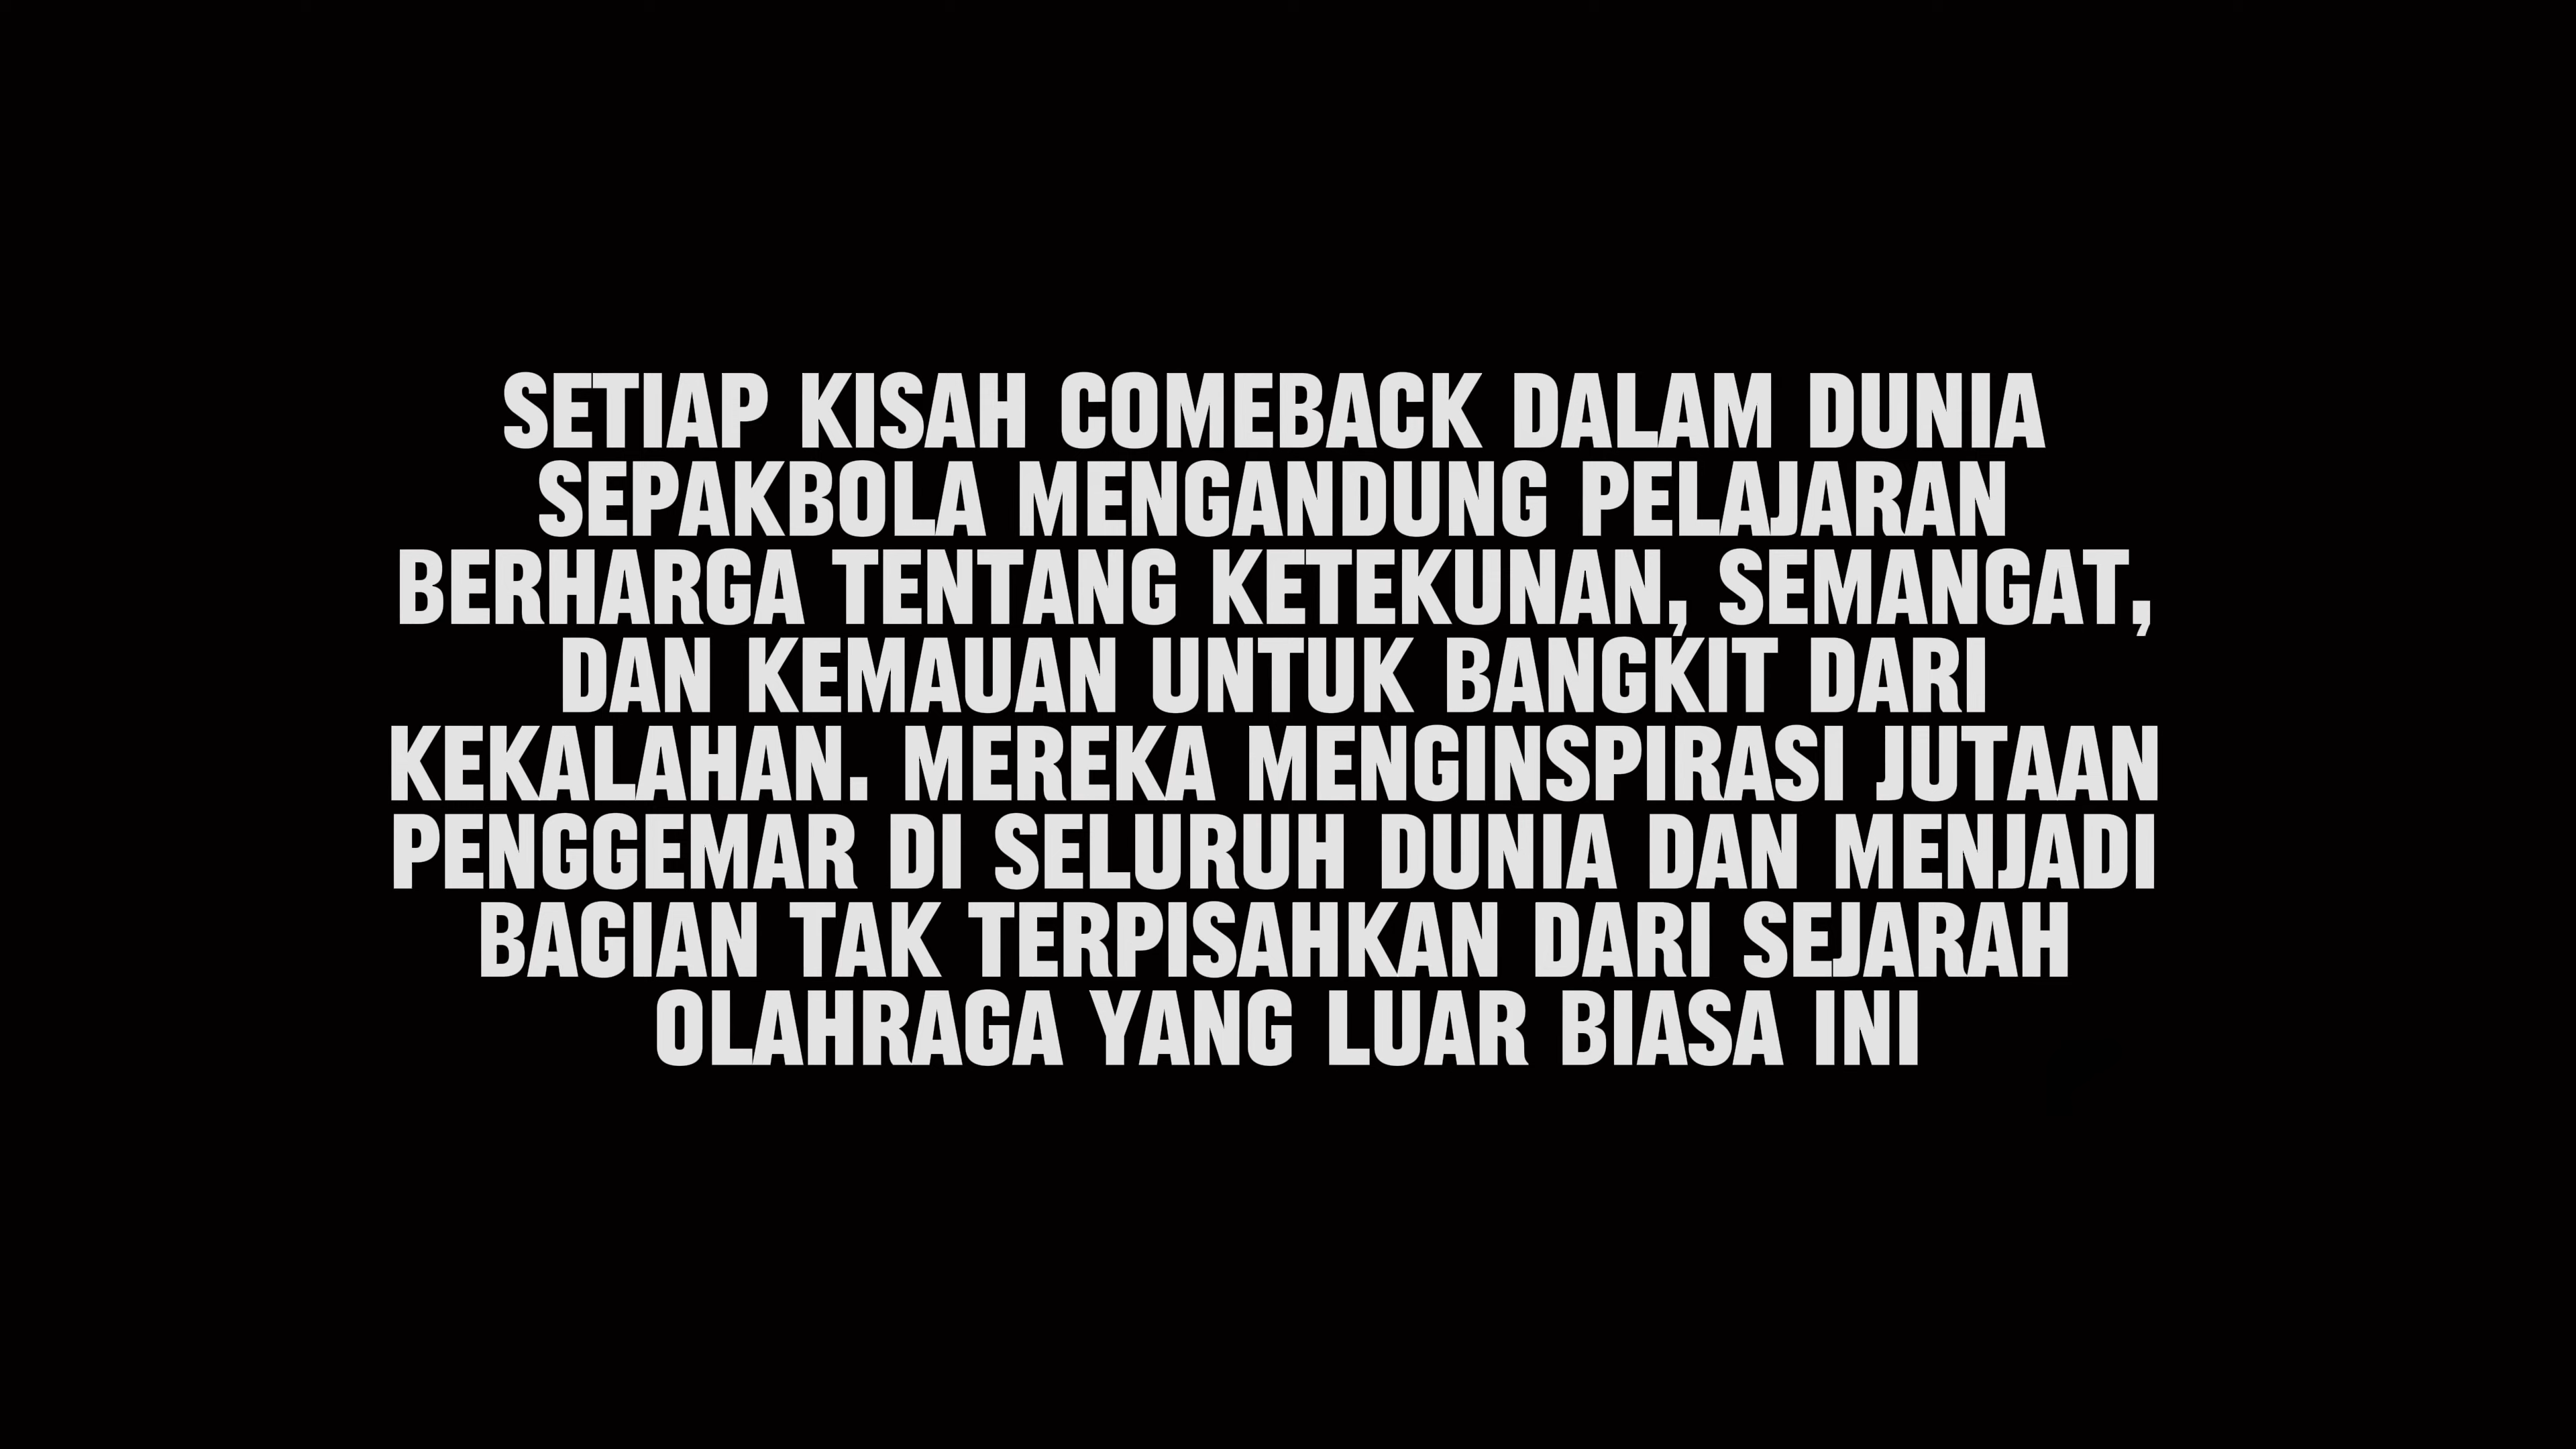 SETIAP KISAH COMEBACK DALAM DUNIA
SEPAKBOLA MENGANDUNG PELAJARAN
BERHARGA TENTANG KETEKUNAN, SEMANGAT,
DAN KEMAUAN UNTUK BANGKIT DARI
KEKALAHAN. MEREKA MENGINSPIRASI JUTAAN
PENGGEMAR DI SELURUH DUNIA DAN MENJADI
BAGIAN TAK TERPISAHKAN DARI SEJARAH
OLAHRAGA YANG LUAR BIASA INI